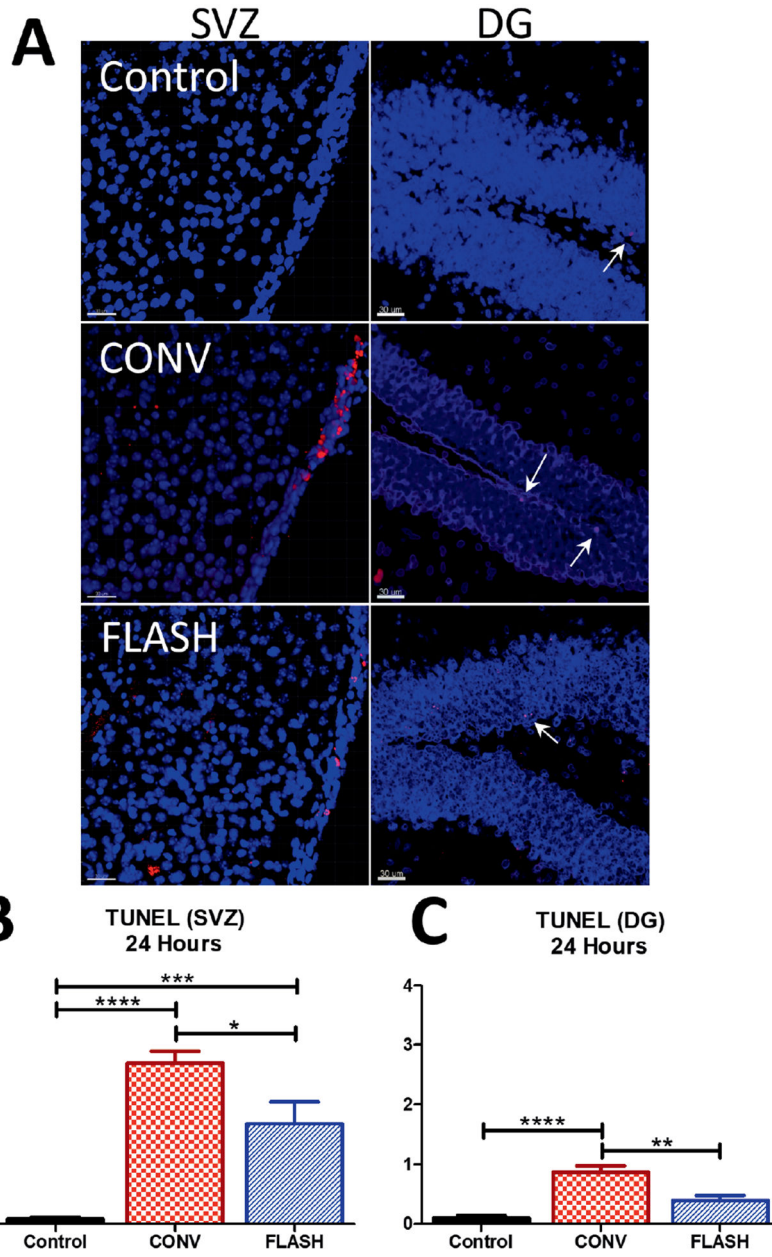 A
SVZ
DG
Control
CONV
FLASH
30 um
30 um
30 um
B
TUNEL (SVZ)
24 Hours
***
****
*
Control
CONV
FLASH
C
TUNEL (DG)
24 Hours
4
3
2
1
0
****
**
Control
CONV
FLASH